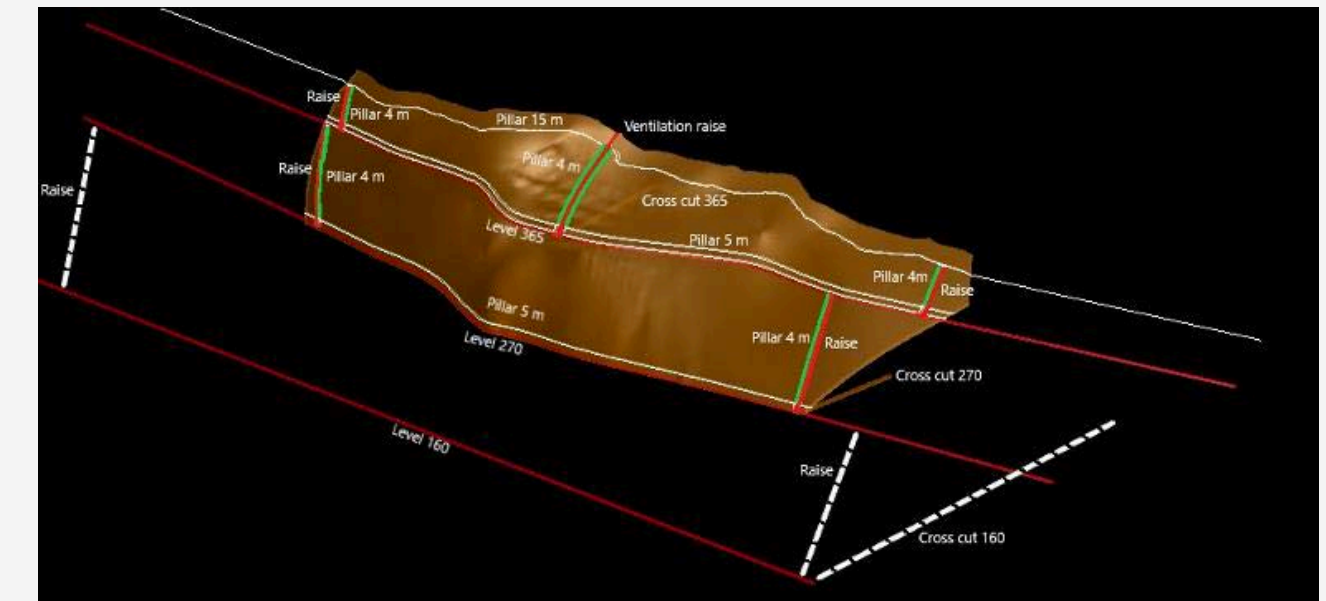 Raise
Pillar 4 m
Pillar 15 m
Ventilation raise
Pillar 4 m
Raise
Pillar 4 m
Raise
Cross cut 365
Level 365
Pillar 5 m
Pillar 4m
Raise
Pillar 5 m
Level 270
Pillar 4 m
Raise
Cross cut 270
Level 160
Raise
Cross cut 160